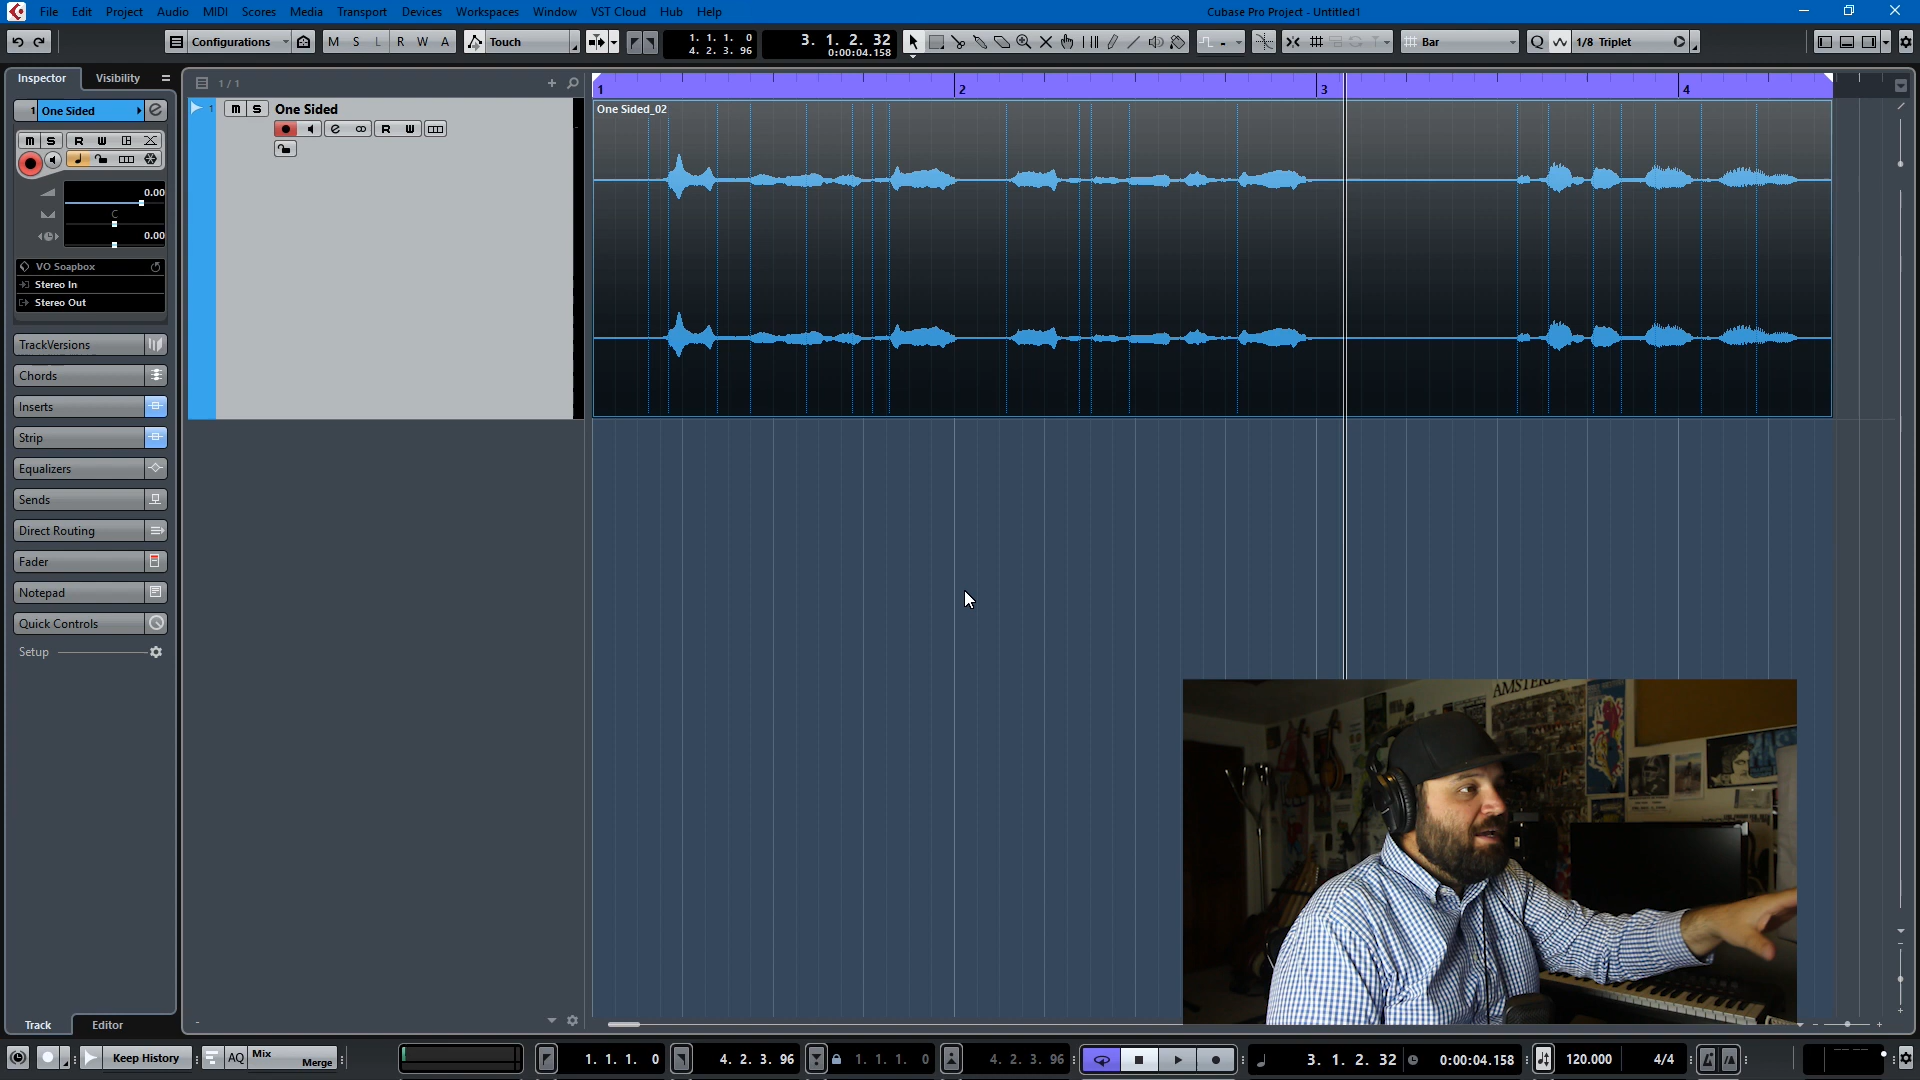 File Edit Project Audio MIDI Scores Media Transport Devices Workspaces Window VST Cloud Hub Help
Cubase Pro Project - Untitled1
Configurations
M S L R W A
Touch
1. 1. 1. 0
4. 2. 3. 96
3. 1. 2. 32
0:00:04.158
Bar
Q
1/8 Triplet
Inspector
Visibility
1 / 1
1 2 3 4
1 One Sided
e
m S R W
1
m S One Sided
e R W
One Sided_02
0.00
C
0.00
VO Soapbox
Stereo In
Stereo Out
TrackVersions
Chords
Inserts
Strip
Equalizers
Sends
Direct Routing
Fader
Notepad
Quick Controls
Setup
Track
Editor
Keep History
AQ
Mix
Merge
1. 1. 1. 0
4. 2. 3. 96
1. 1. 1. 0
4. 2. 3. 96
3. 1. 2. 32
0:00:04.158
120.000
4/4